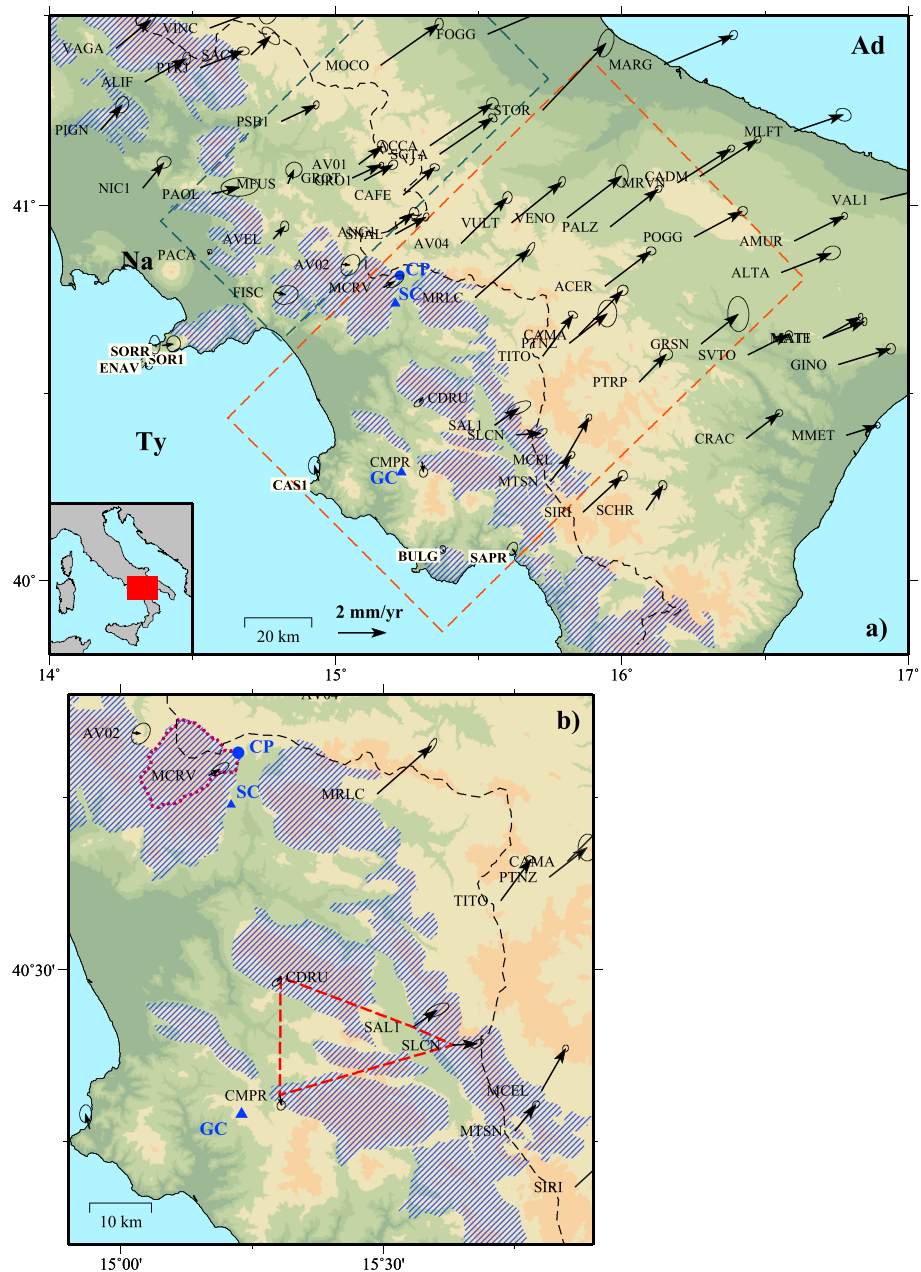 VINC
FOGG
VAGA
SACR
MARG
Ad
MOCO
PTRJ
ALIF
STOR
PSB1
PIGN
MLFT
ACCA
SGTA
AV01
GROT
GRO1
CADM
MRVN
NIC1
PAOL
MFUS
CAFE
VAL1
VULT
VENO
PALZ
AVEL
ANG1
SNAL
AV04
POGG
AMUR
41˚
PACA
Na
AV02
CP
MCRV
ALTA
FISC
SC
MRLC
ACER
CAMA
PTNZ
GRSN
MATE
SORR
SOR1
ENAV
TITO
SVTO
GINO
PTRP
CDRU
SAL1
SLCN
Ty
CRAC
MMET
CMPR
GC
MCEL
MTSN
CAS1
SIRI
SCHR
BULG
SAPR
40˚
2 mm/yr
20 km
a)
14˚
15˚
16˚
17˚
AV04
b)
AV02
CP
MCRV
SC
MRLC
CAMA
PTNZ
TITO
40˚30'
CDRU
SAL1
SLCN
CMPR
MCEL
GC
MTSN
SIRI
10 km
15˚00'
15˚30'